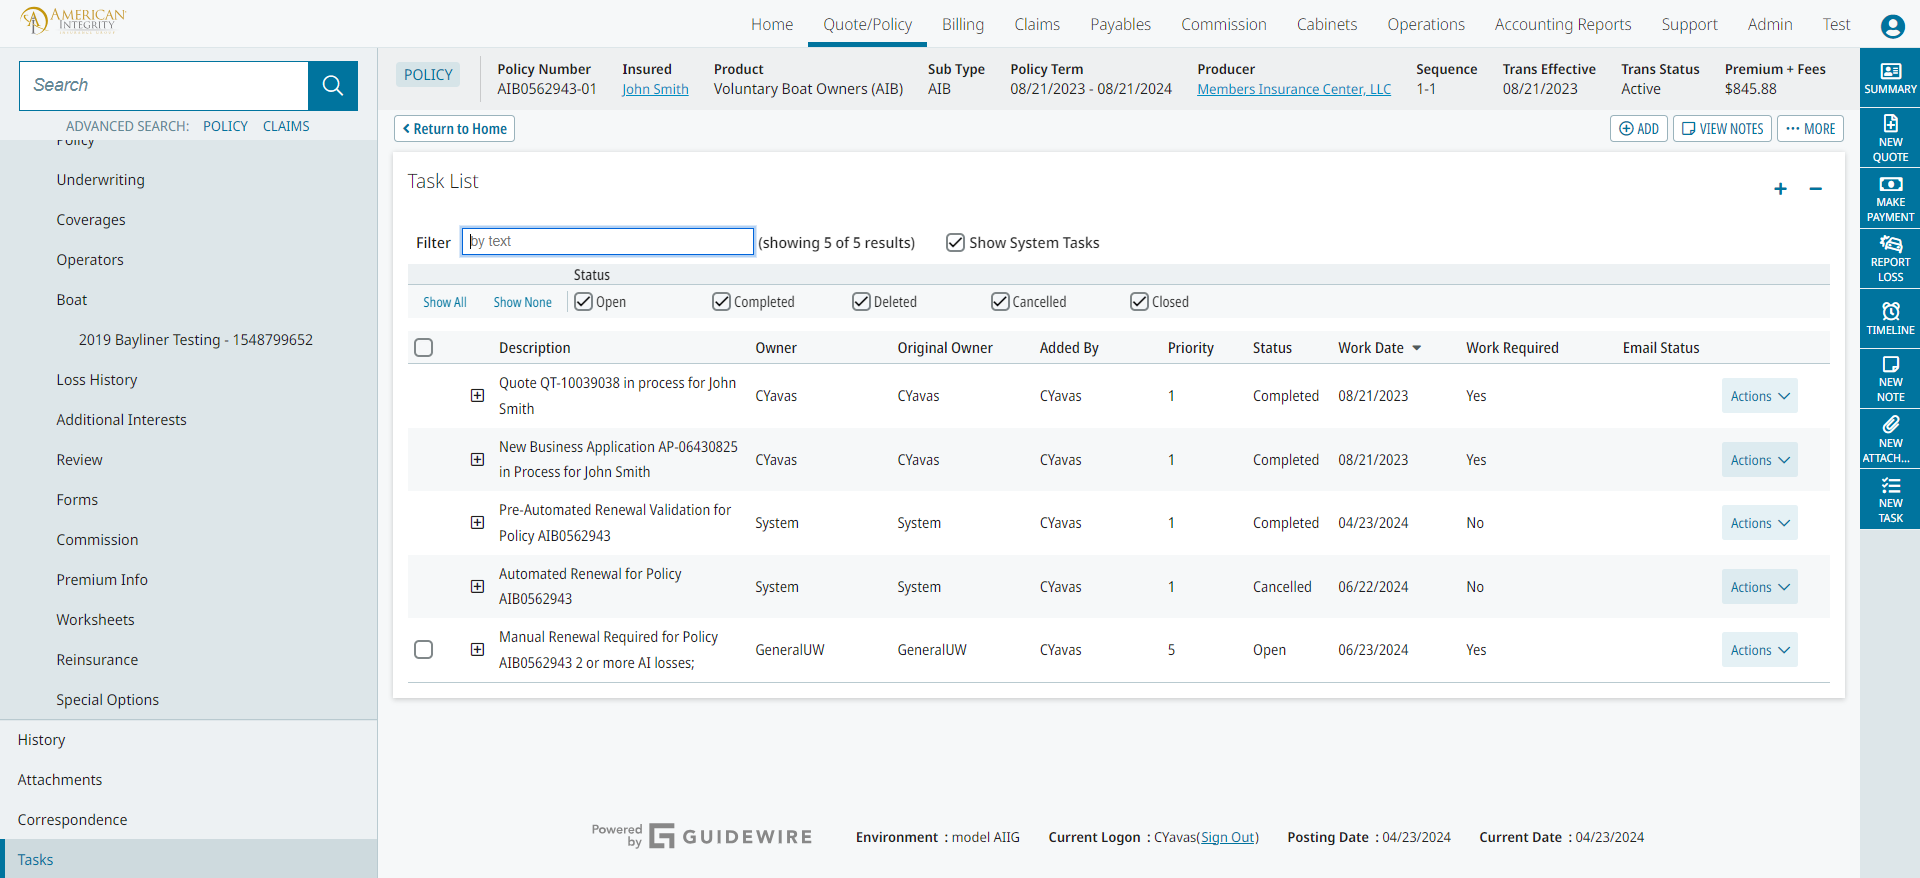 AMERICAN
INTEGRITY
Home Quote/Policy Billing Claims Payables Commission Cabinets Operations Accounting Reports Support Admin Test
Search
ADVANCED SEARCH: POLICY CLAIMS
Policy
Underwriting
Coverages
Operators
Boat
2019 Bayliner Testing - 1548799652
Loss History
Additional Interests
Review
Forms
Commission
Premium Info
Worksheets
Reinsurance
Special Options
History
Attachments
Correspondence
Tasks
POLICY
Policy Number Insured Product Sub Type Policy Term Producer Sequence Trans Effective Trans Status Premium + Fees
AIB0562943-01 John Smith Voluntary Boat Owners (AIB) AIB 08/21/2023 - 08/21/2024 Members Insurance Center, LLC 1-1 08/21/2023 Active $845.88
Return to Home
ADD VIEW NOTES MORE
Task List
Filter by text (showing 5 of 5 results) Show System Tasks
Status
Show All Show None Open Completed Deleted Cancelled Closed
Description Owner Original Owner Added By Priority Status Work Date Work Required Email Status
Quote QT-10039038 in process for John
Smith
CYavas CYavas CYavas 1 Completed 08/21/2023 Yes Actions
New Business Application AP-06430825
in Process for John Smith
CYavas CYavas CYavas 1 Completed 08/21/2023 Yes Actions
Pre-Automated Renewal Validation for
Policy AIB0562943
System System CYavas 1 Completed 04/23/2024 No Actions
Automated Renewal for Policy
AIB0562943
System System CYavas 1 Cancelled 06/22/2024 No Actions
Manual Renewal Required for Policy
AIB0562943 2 or more AI losses;
GeneralUW GeneralUW CYavas 5 Open 06/23/2024 Yes Actions
SUMMARY
NEW
QUOTE
MAKE
PAYMENT
REPORT
LOSS
TIMELINE
NEW
NOTE
NEW
ATTACH...
NEW
TASK
Powered
by
GUIDEWIRE
Environment : model AIIG Current Logon : CYavas(Sign Out) Posting Date : 04/23/2024 Current Date : 04/23/2024